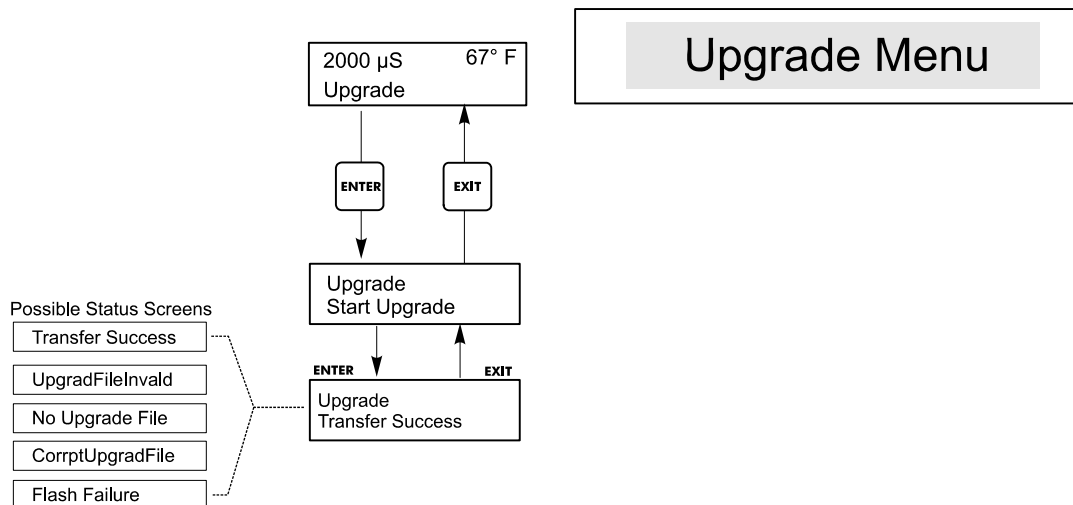 Upgrade Menu
2000 µS 67° F
Upgrade
ENTER EXIT
Upgrade
Start Upgrade
ENTER EXIT
Upgrade
Transfer Success
Possible Status Screens
Transfer Success
UpgradFileInvald
No Upgrade File
CorrptUpgradFile
Flash Failure